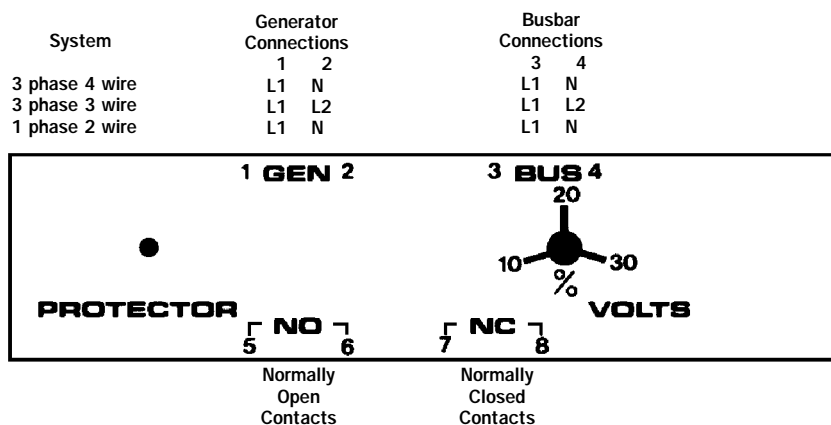 System Generator Connections Busbar Connections
1 2 3 4
3 phase 4 wire L1 N L1 N
3 phase 3 wire L1 L2 L1 L2
1 phase 2 wire L1 N L1 N
1 GEN 2 3 BUS 4
20
10 30
%
PROTECTOR VOLTS
NO NC
5 6 7 8
Normally Open Contacts
Normally Closed Contacts